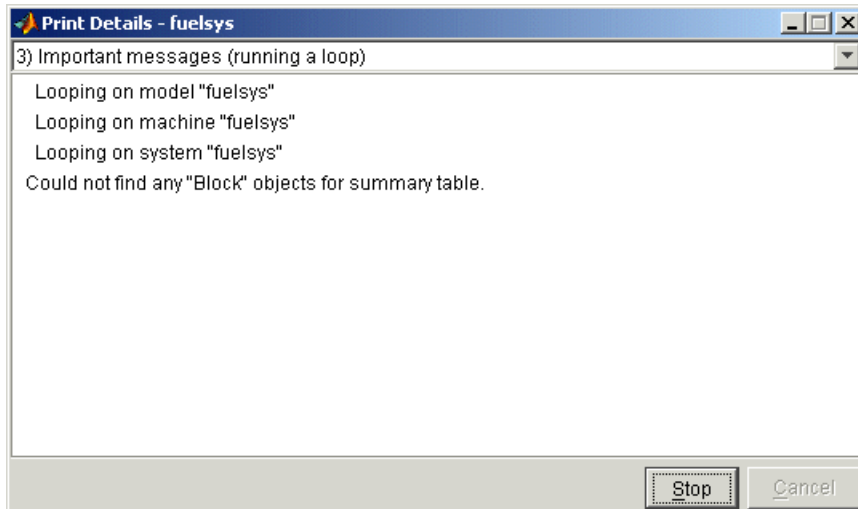 Print Details - fuelsys
3) Important messages (running a loop)
Looping on model "fuelsys"
Looping on machine "fuelsys"
Looping on system "fuelsys"
Could not find any "Block" objects for summary table.
Stop Cancel